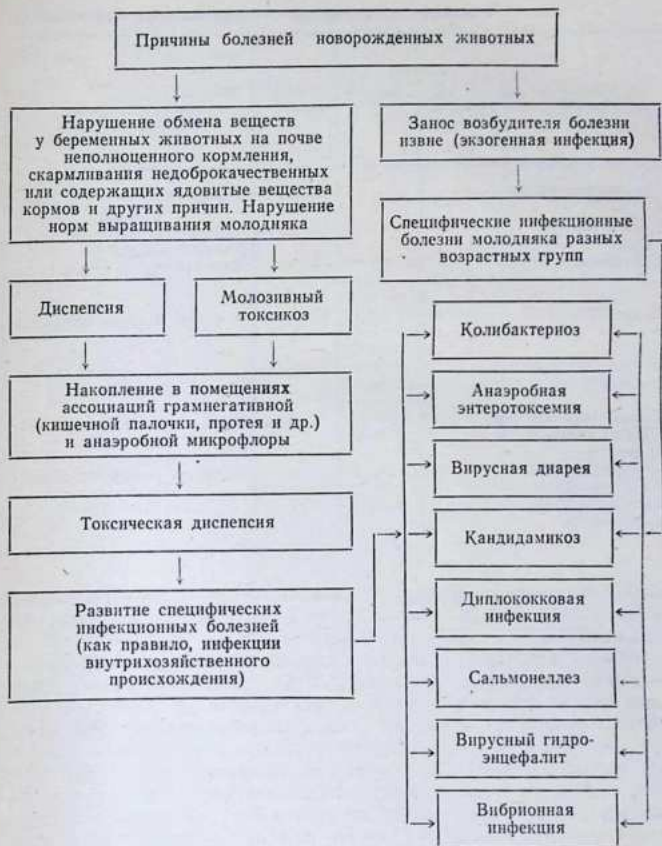 Причины болезней новорожденных животных
Нарушение обмена веществ
у беременных животных на почве
неполноценного кормления,
скармливания недоброкачественных
или содержащих ядовитые вещества
кормов и других причин. Нарушение
норм выращивания молодняка
Диспепсия
Молозивный
токсикоз
Накопление в помещениях
ассоциаций грамнегативной
(кишечной палочки, протея и др.)
и анаэробной микрофлоры
Токсическая диспепсия
Развитие специфических
инфекционных болезней
(как правило, инфекции
внутрихозяйственного
происхождения)
Занос возбудителя болезни
извне (экзогенная инфекция)
Специфические инфекционные
болезни молодняка разных
возрастных групп
Колибактериоз
Анаэробная
энтеротоксемия
Вирусная диарея
Кандидамикоз
Диплококковая
инфекция
Сальмонеллез
Вирусный гидро-
энцефалит
Вибрионная
инфекция